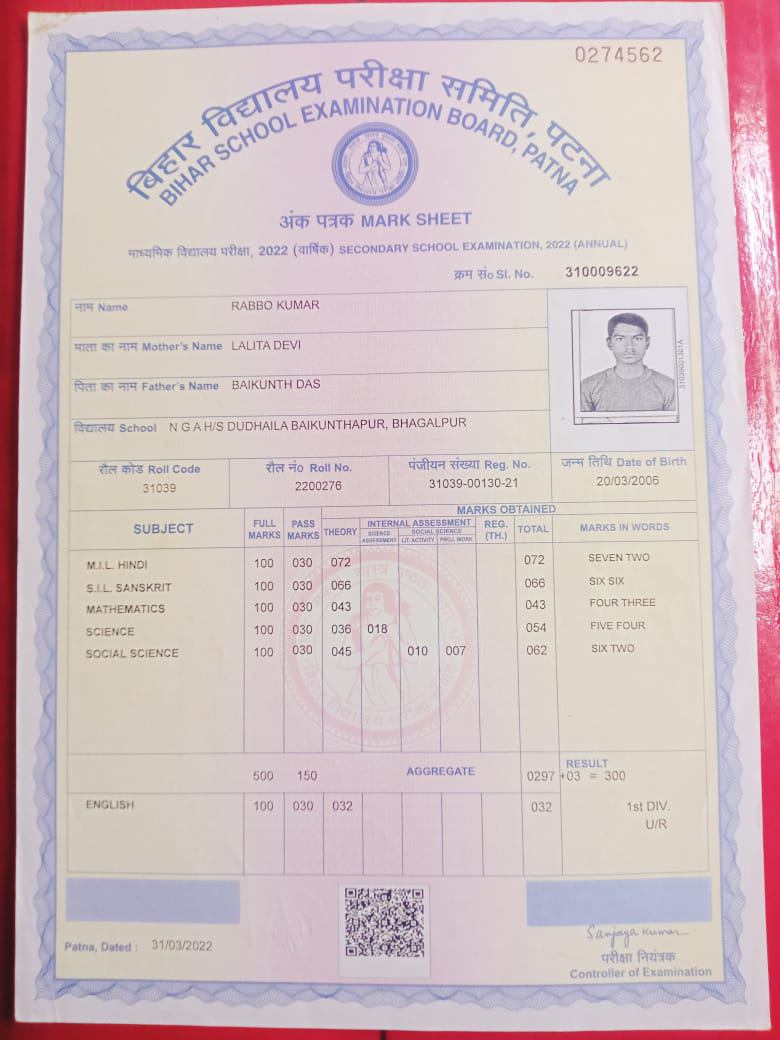 0274562
बिहार विद्यालय परीक्षा समिति, पटना
BIHAR SCHOOL EXAMINATION BOARD, PATNA
अंक पत्रक MARK SHEET
माध्यमिक विद्यालय परीक्षा, 2022 (वार्षिक) SECONDARY SCHOOL EXAMINATION, 2022 (ANNUAL)
क्रम सं० Sl. No. 310009622
नाम Name RABBO KUMAR
माता का नाम Mother's Name LALITA DEVI
पिता का नाम Father's Name BAIKUNTH DAS
विद्यालय School N G A H/S DUDHAILA BAIKUNTHAPUR, BHAGALPUR
रौल कोड Roll Code रौल नं० Roll No. पंजीयन संख्या Reg. No. जन्म तिथि Date of Birth
31039 2200276 31039-00130-21 20/03/2006
MARKS OBTAINED
SUBJECT FULL MARKS PASS MARKS THEORY INTERNAL ASSESSMENT REG. (TH.) TOTAL MARKS IN WORDS
SCIENCE ASSESSMENT SOCIAL SCIENCE
LIT. ACTIVITY PROJ. WORK
M.I.L. HINDI 100 030 072 072 SEVEN TWO
S.I.L. SANSKRIT 100 030 066 066 SIX SIX
MATHEMATICS 100 030 043 043 FOUR THREE
SCIENCE 100 030 036 018 054 FIVE FOUR
SOCIAL SCIENCE 100 030 045 010 007 062 SIX TWO
RESULT
500 150 AGGREGATE 0297 +03 = 300
ENGLISH 100 030 032 032 1st DIV.
U/R
Patna, Dated : 31/03/2022
Sanjaya Kumar
परीक्षा नियंत्रक
Controller of Examination